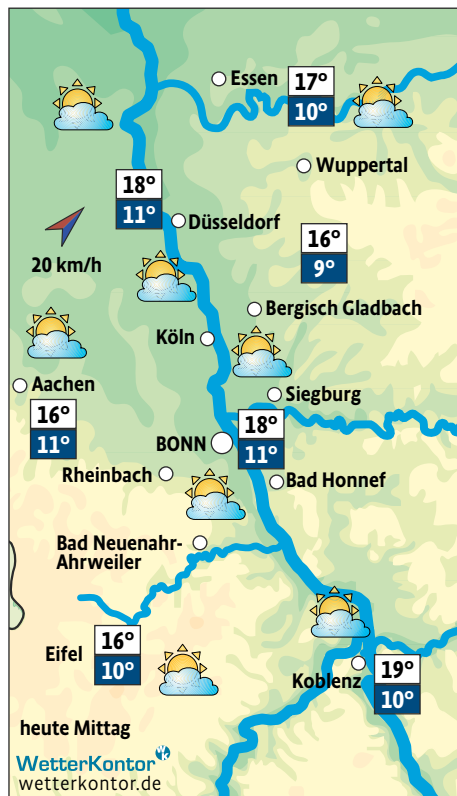 Essen
17°
10°
Wuppertal
18°
11°
Düsseldorf
20 km/h
16°
9°
Bergisch Gladbach
Köln
Aachen
16°
11°
Siegburg
BONN
18°
11°
Rheinbach
Bad Honnef
Bad Neuenahr-
Ahrweiler
Eifel
16°
10°
Koblenz
19°
10°
heute Mittag
WetterKontor wk
wetterkontor.de